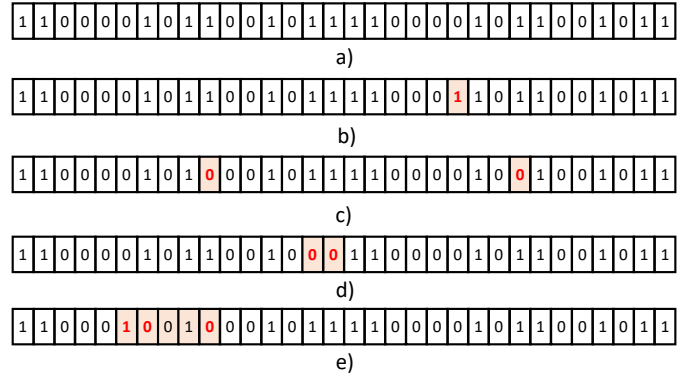 1 1 0 0 0 0 1 0 1 1 0 0 1 0 1 1 1 1 0 0 0 0 1 0 1 1 0 0 1 0 1 1
a)
1 1 0 0 0 0 1 0 1 1 0 0 1 0 1 1 1 1 0 0 0 1 1 0 1 1 0 0 1 0 1 1
b)
1 1 0 0 0 0 1 0 1 0 0 0 1 0 1 1 1 1 0 0 0 0 1 0 0 1 0 0 1 0 1 1
c)
1 1 0 0 0 0 1 0 1 1 0 0 1 0 0 0 1 1 0 0 0 0 1 0 1 1 0 0 1 0 1 1
d)
1 1 0 0 0 1 0 0 1 0 0 0 1 0 1 1 1 1 0 0 0 0 1 0 1 1 0 0 1 0 1 1
e)